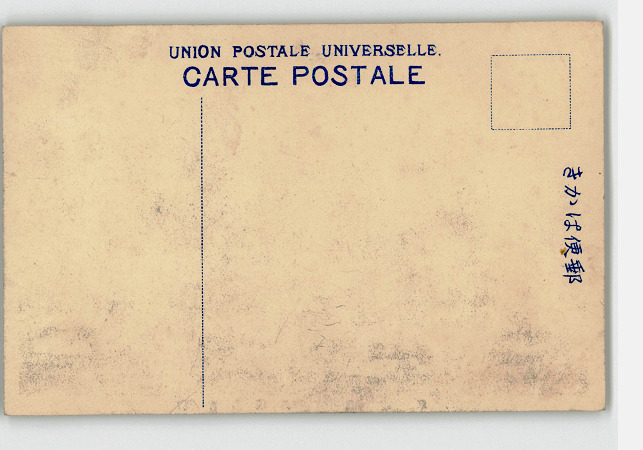 UNION POSTALE UNIVERSELLE.
CARTE POSTALE
きかは便郵